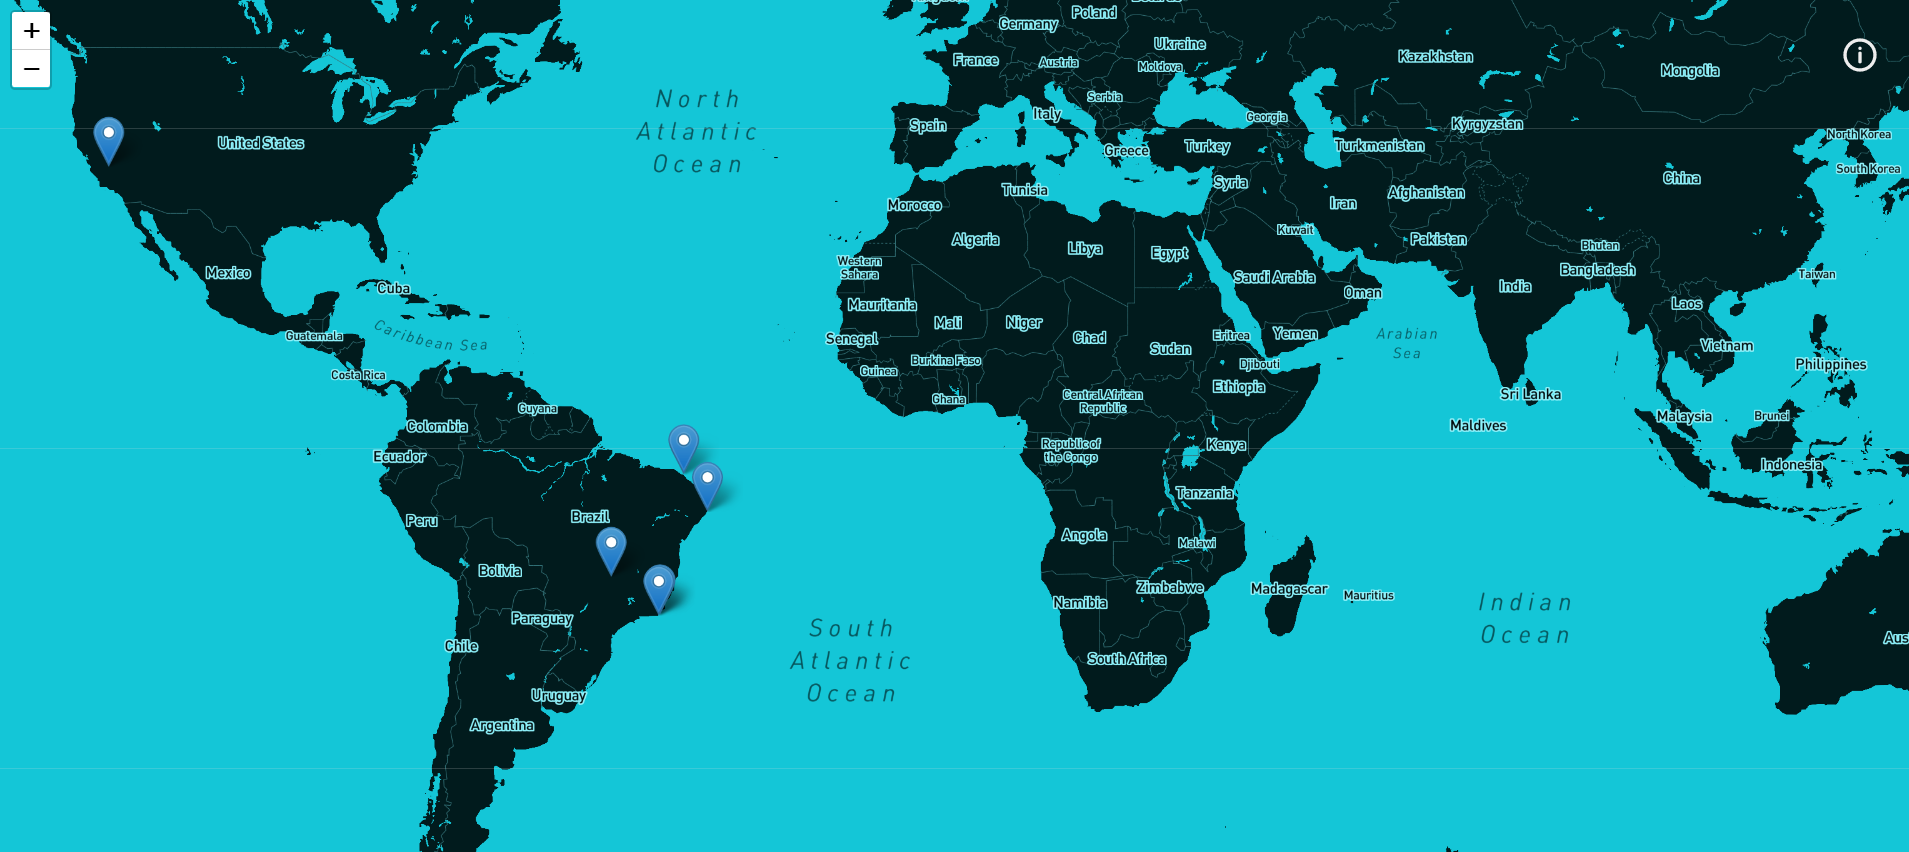 +
−
Germany
Poland
Ukraine
France
Austria
Moldova
Kazakhstan
Mongolia
North
Atlantic
Ocean
Serbia
Italy
Spain
Georgia
Kyrgyzstan
North Korea
United States
Greece
Turkey
Turkmenistan
South Korea
China
Tunisia
Syria
Afghanistan
Morocco
Iran
Kuwait
Pakistan
Algeria
Libya
Egypt
Bhutan
Western
Sahara
Bangladesh
Mexico
Saudi Arabia
Taiwan
Cuba
India
Oman
Mauritania
Laos
Mali
Niger
Caribbean Sea
Guatemala
Senegal
Chad
Eritrea
Yemen
Arabian
Sea
Sudan
Vietnam
Burkina Faso
Djibouti
Philippines
Costa Rica
Guinea
Ethiopia
Ghana
Central African
Republic
Sri Lanka
Guyana
Malaysia
Brunei
Colombia
Maldives
Republic of
the Congo
Kenya
Ecuador
Indonesia
Tanzania
Brazil
Peru
Angola
Malawi
Bolivia
Zimbabwe
Madagascar
Mauritius
Namibia
Indian
Ocean
Paraguay
South
Atlantic
Ocean
Chile
Aus
South Africa
Uruguay
Argentina